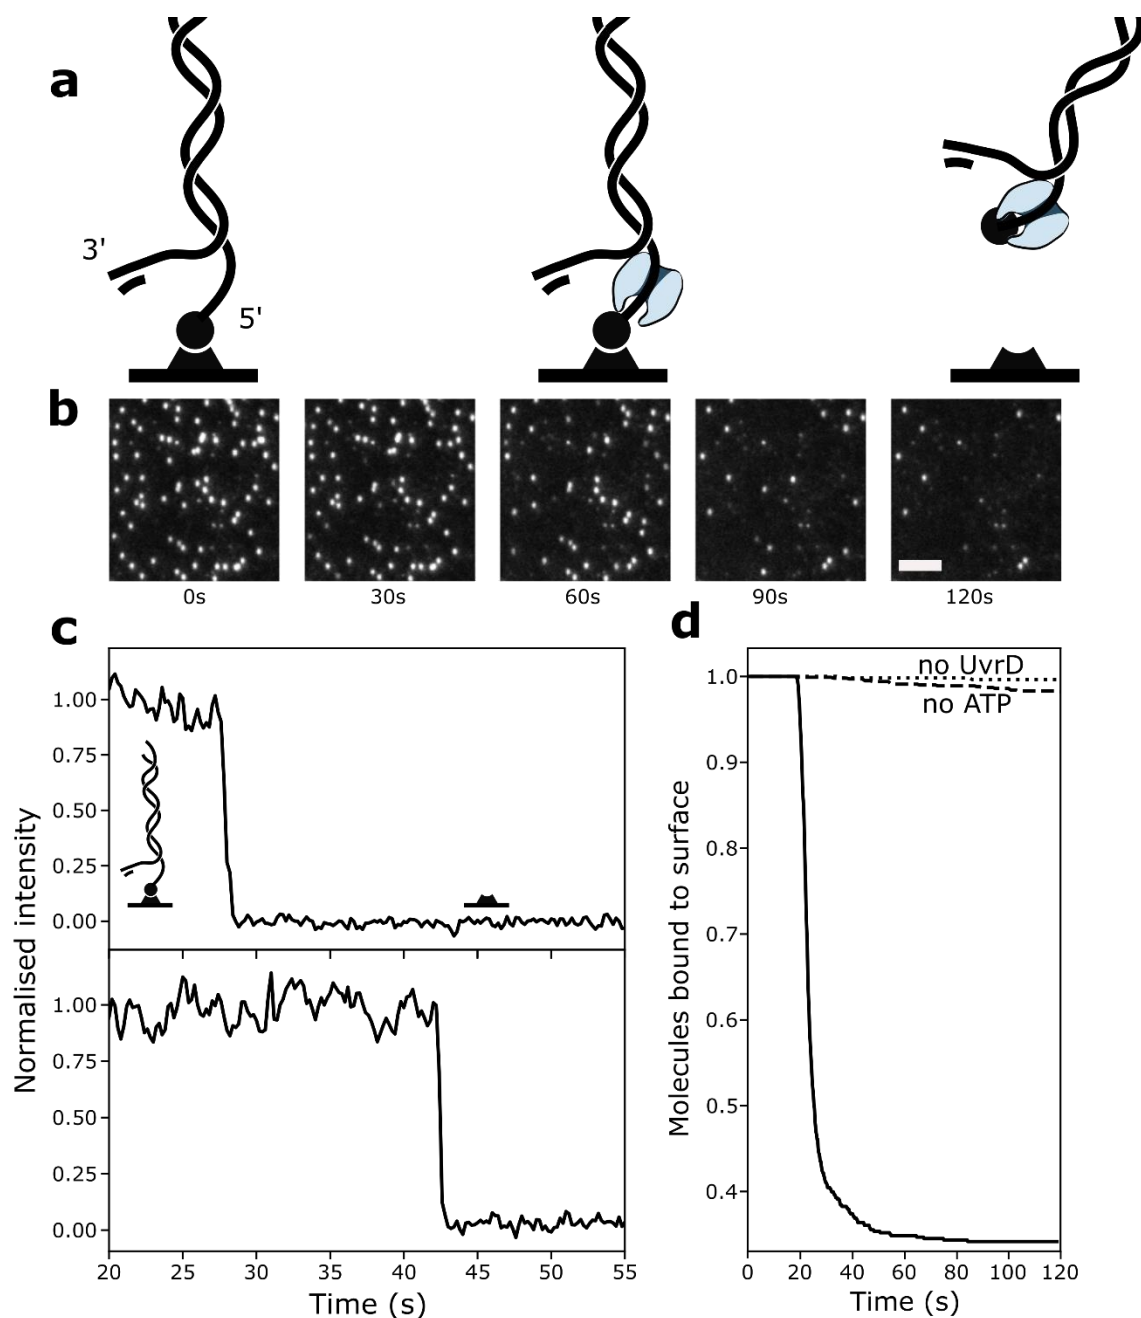 a
3'
5'
b
0s
30s
60s
90s
120s
c
Normalised intensity
1.00
0.75
0.50
0.25
0.00
1.00
0.75
0.50
0.25
0.00
20
25
30
35
40
45
50
55
Time (s)
d
Molecules bound to surface
1.0
0.9
0.8
0.7
0.6
0.5
0.4
no UvrD
no ATP
0
20
40
60
80
100
120
Time (s)